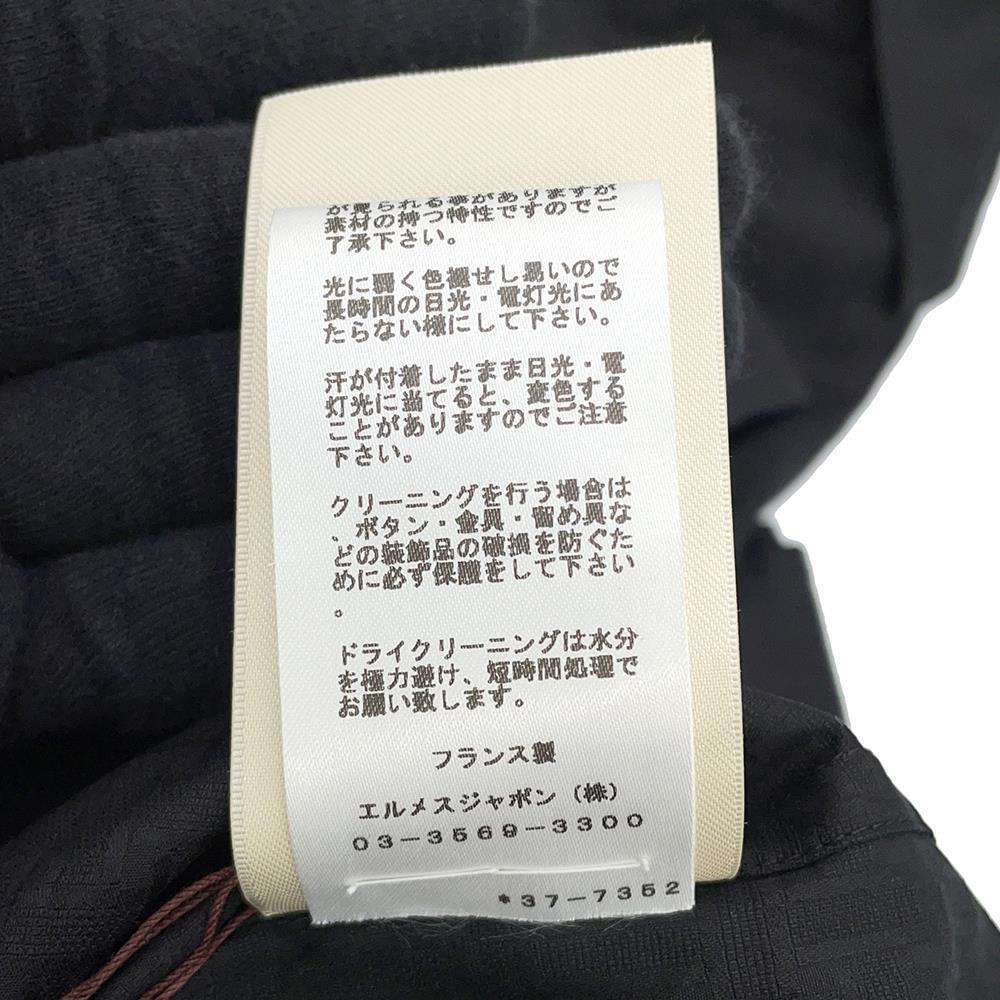 が見られる事がありますが
素材の持つ特性ですのでご
了承下さい。
光に弱く色褪せし易いので
長時間の日光・電灯光にあ
たらない様にして下さい。
汗が付着したまま日光・電
灯光に当てると、変色する
ことがありますのでご注意
下さい。
クリーニングを行う場合は
、ボタン・金具・留め具な
どの装飾品の破損を防ぐた
めに必ず保護をして下さい
。
ドライクリーニングは水分
を極力避け、短時間処理で
お願い致します。
フランス製
エルメスジャポン（株）
03-3569-3300
*37-7352